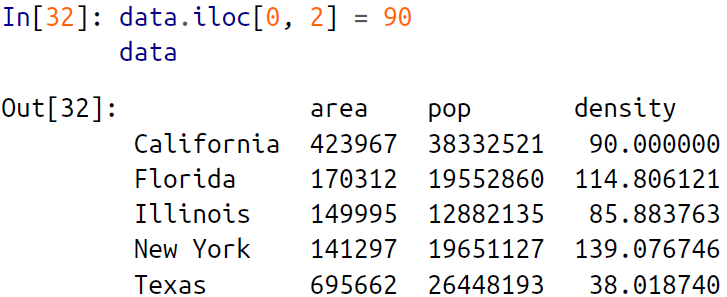 In[32]: data.iloc[0, 2] = 90
        data
Out[32]:             area    pop       density
         California  423967  38332521   90.000000
         Florida     170312  19552860  114.806121
         Illinois    149995  12882135   85.883763
         New York    141297  19651127  139.076746
         Texas       695662  26448193   38.018740